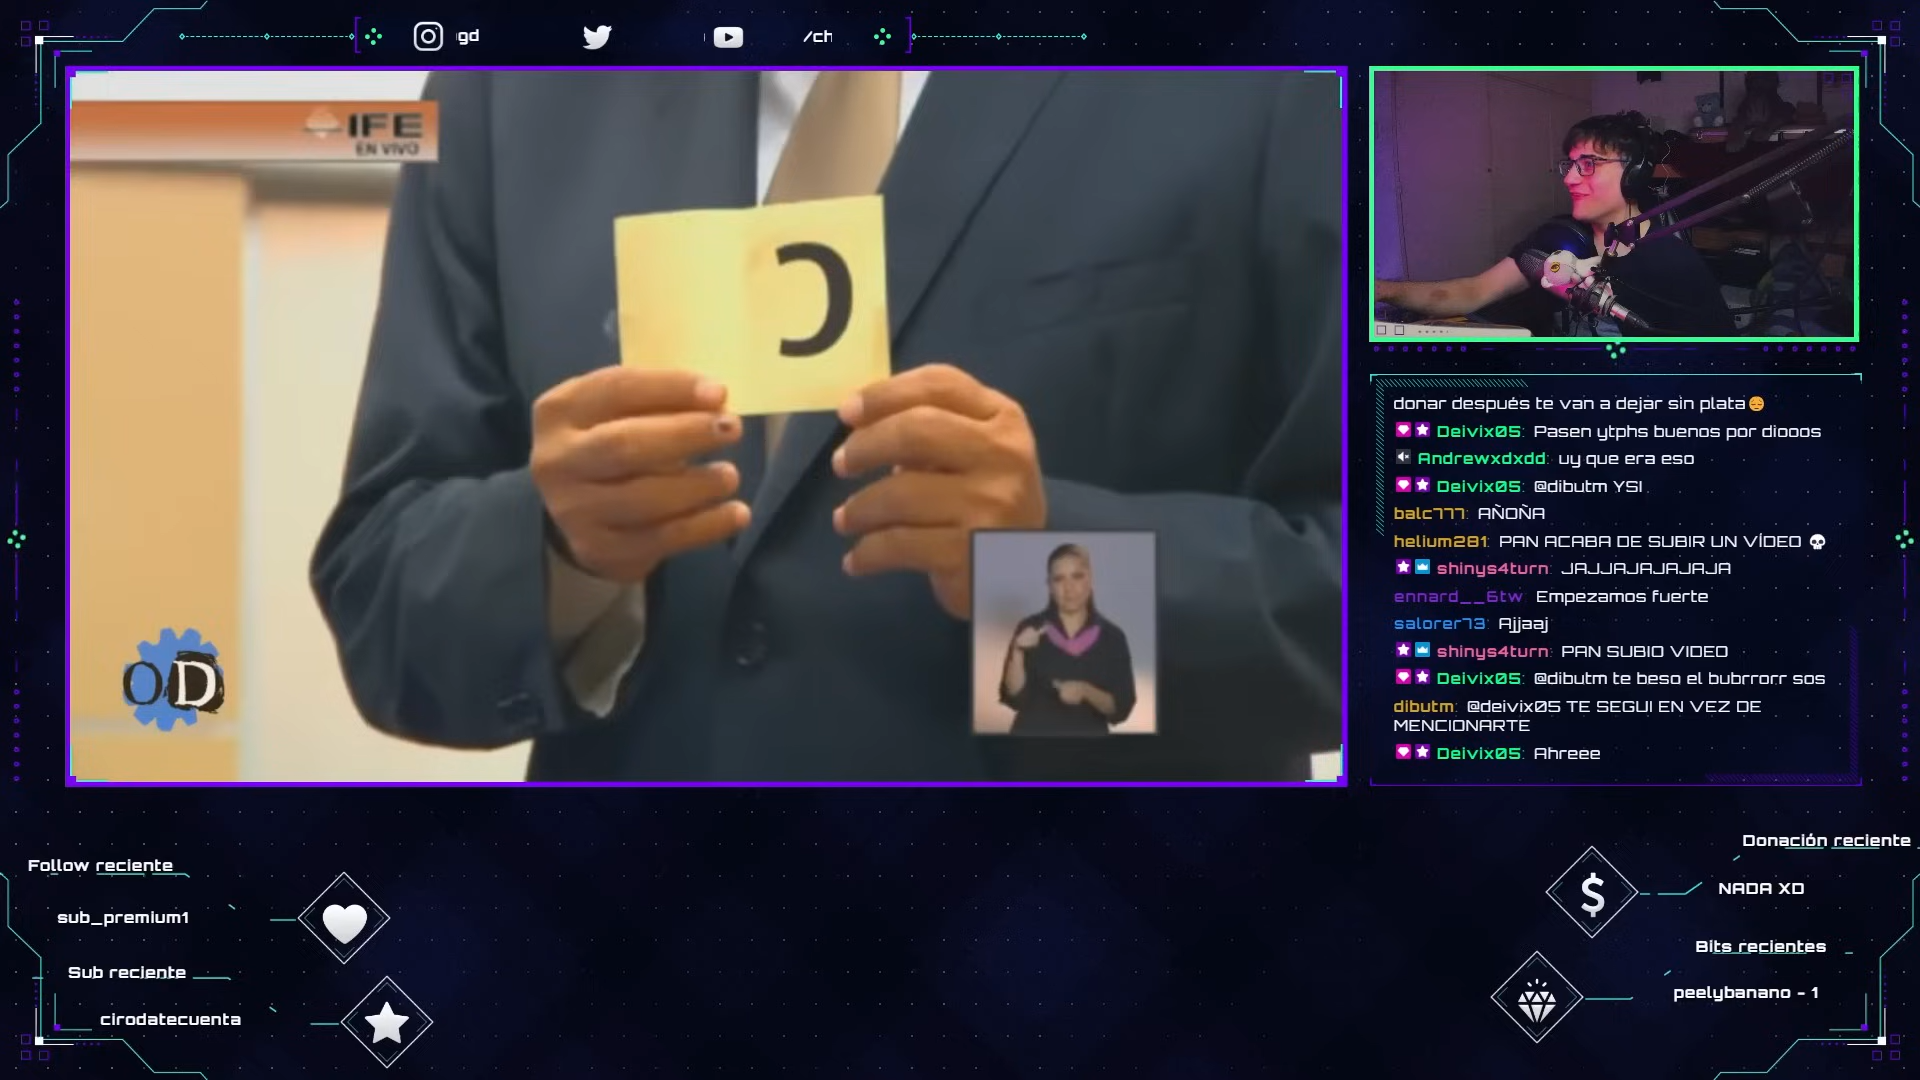 gd
/ch
IFE
EN VIVO
C
OD
donar después te van a dejar sin plata
Deivix05: Pasen ytphs buenos por diooos
Andrewxdxdd: uy que era eso
Deivix05: @dibutm YSI
balc777: AÑOÑA
helium281: PAN ACABA DE SUBIR UN VÍDEO
shinys4turn: JAJJAJAJAJAJA
ennard__6tw: Empezamos fuerte
salorer73: Ajjaaj
shinys4turn: PAN SUBIO VIDEO
Deivix05: @dibutm te beso el bubrrorr sos
dibutm: @deivix05 TE SEGUI EN VEZ DE
MENCIONARTE
Deivix05: Ahreee
Follow reciente
sub_premium1
Sub reciente
cirodatecuenta
Donación reciente
$
NADA XD
Bits recientes
peelybanano - 1